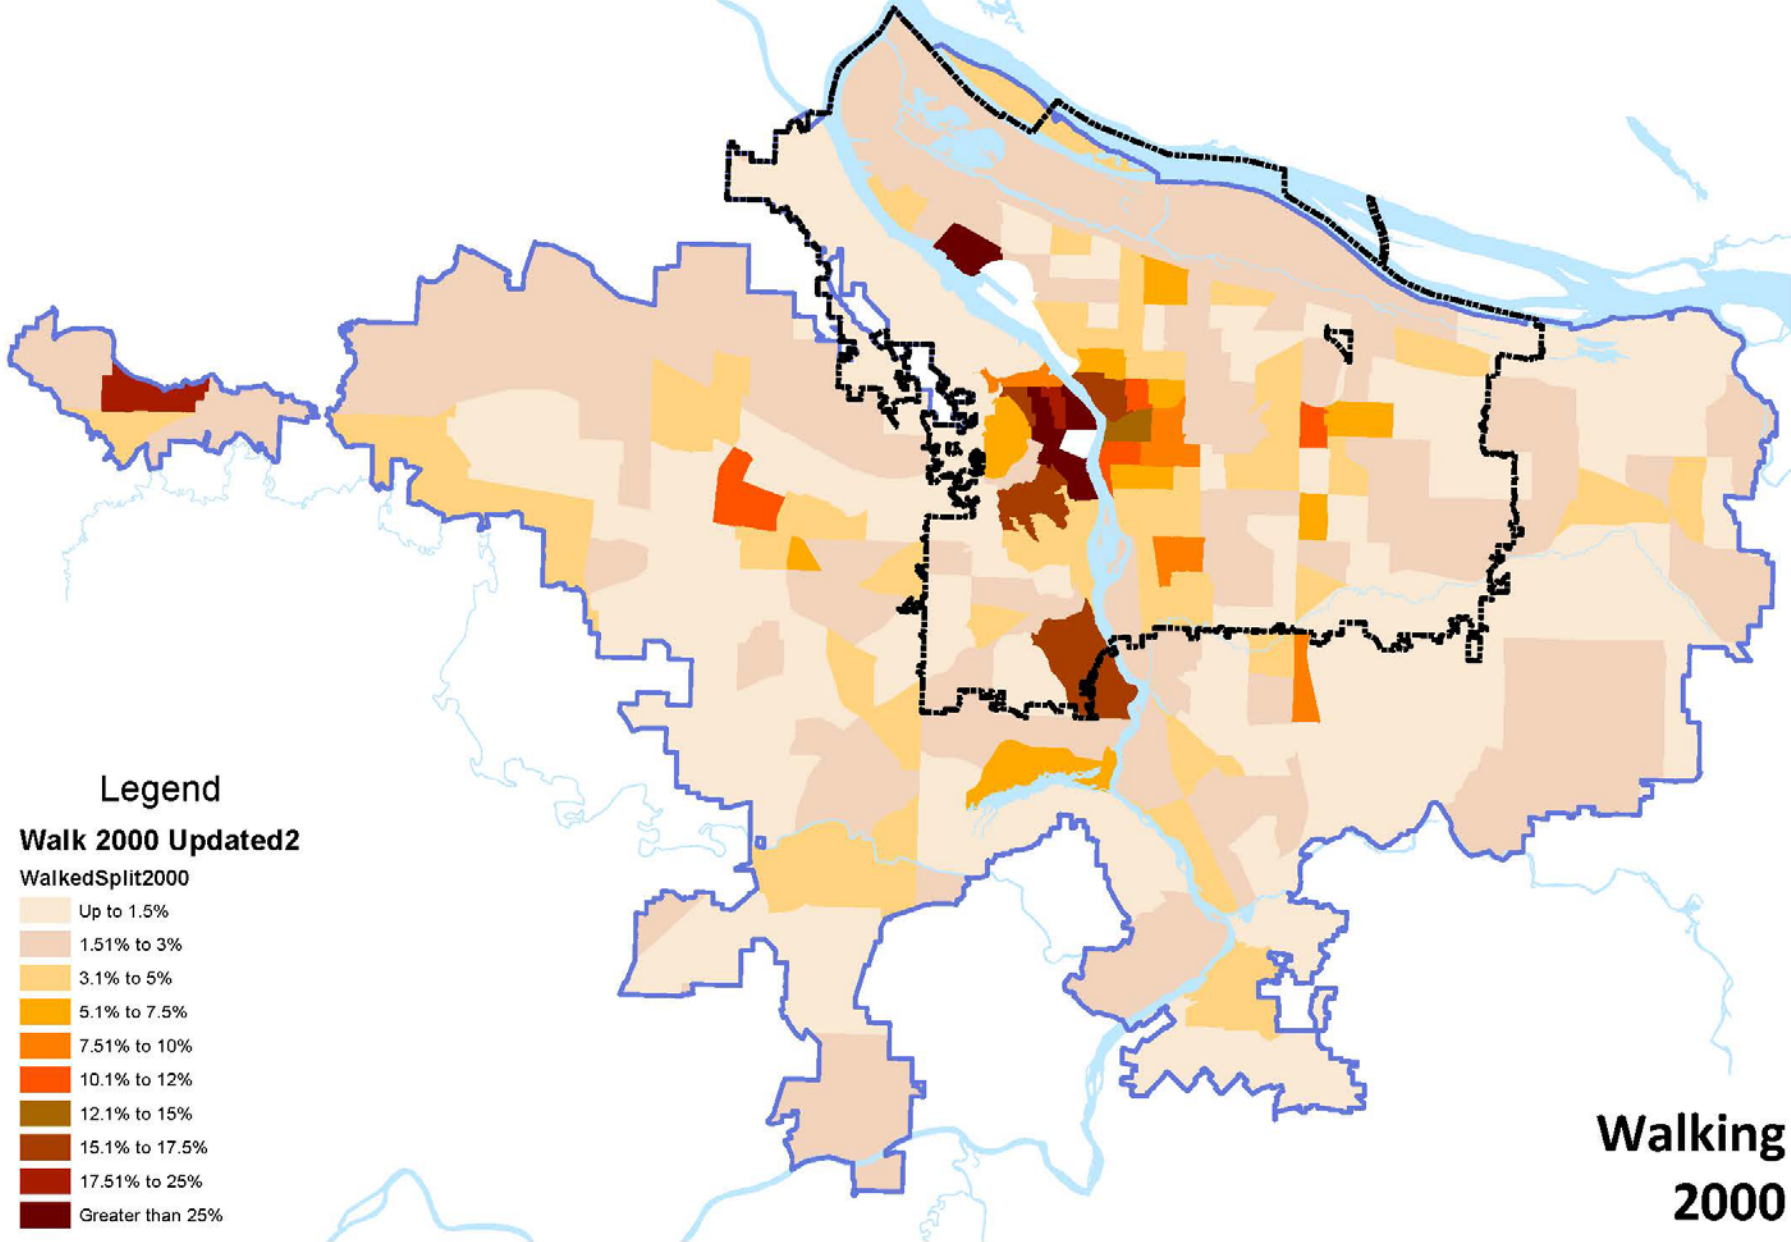 Legend
Walk 2000 Updated2
WalkedSplit2000
Up to 1.5%
1.51% to 3%
3.1% to 5%
5.1% to 7.5%
7.51% to 10%
10.1% to 12%
12.1% to 15%
15.1% to 17.5%
17.51% to 25%
Greater than 25%
Walking
2000